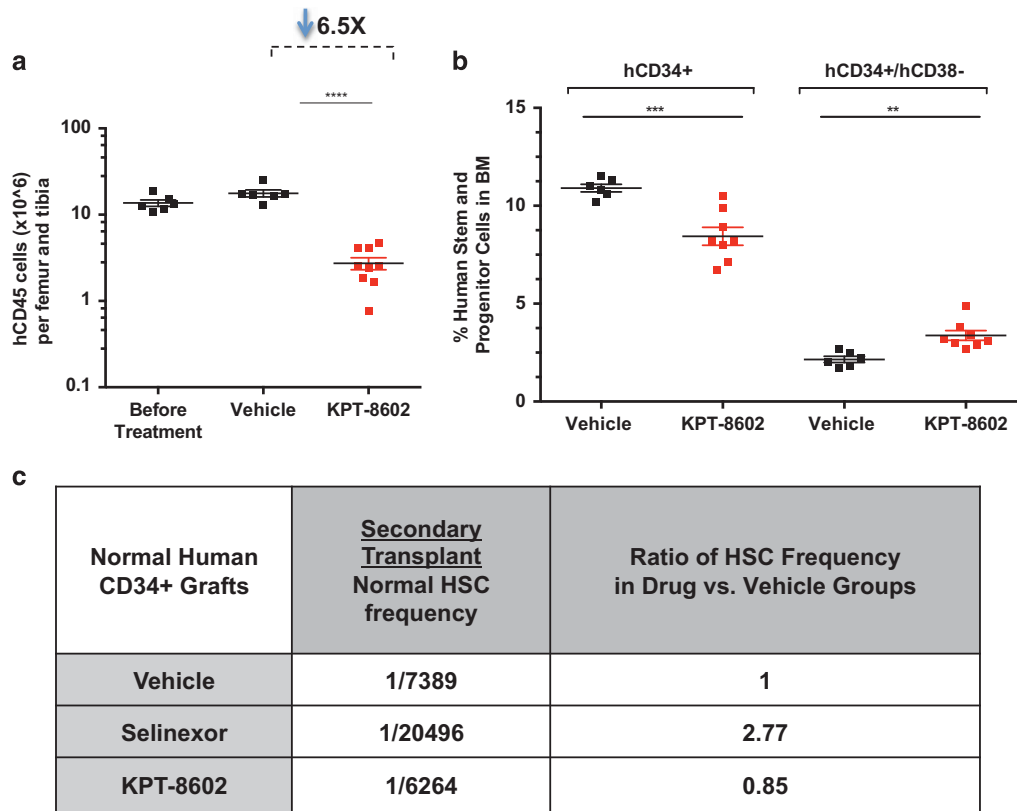 6.5X
a
****
hCD45 cells (x10^6)
per femur and tibia
100
10
1
0.1
Before
Treatment
Vehicle
KPT-8602
b
hCD34+
hCD34+/hCD38-
***
**
% Human Stem and
Progenitor Cells in BM
15
10
5
0
Vehicle
KPT-8602
Vehicle
KPT-8602
c
Normal Human
CD34+ Grafts
Secondary
Transplant
Normal HSC
frequency
Ratio of HSC Frequency
in Drug vs. Vehicle Groups
Vehicle
1/7389
1
Selinexor
1/20496
2.77
KPT-8602
1/6264
0.85